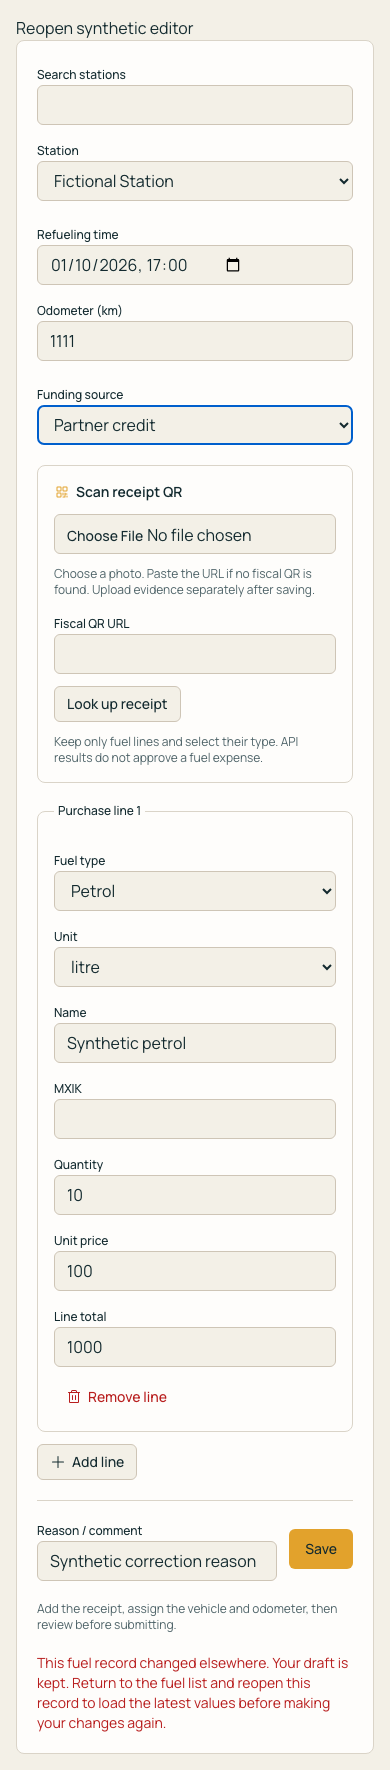 Reopen synthetic editor
Search stations
Station
Fictional Station
Refueling time
01/10/2026, 17:00
Odometer (km)
1111
Funding source
Partner credit
Scan receipt QR
Choose File No file chosen
Choose a photo. Paste the URL if no fiscal QR is
found. Upload evidence separately after saving.
Fiscal QR URL
Look up receipt
Keep only fuel lines and select their type. API
results do not approve a fuel expense.
Purchase line 1
Fuel type
Petrol
Unit
litre
Name
Synthetic petrol
MXIK
Quantity
10
Unit price
100
Line total
1000
Remove line
Add line
Reason / comment
Synthetic correction reason
Save
Add the receipt, assign the vehicle and odometer, then
review before submitting.
This fuel record changed elsewhere. Your draft is
kept. Return to the fuel list and reopen this
record to load the latest values before making
your changes again.